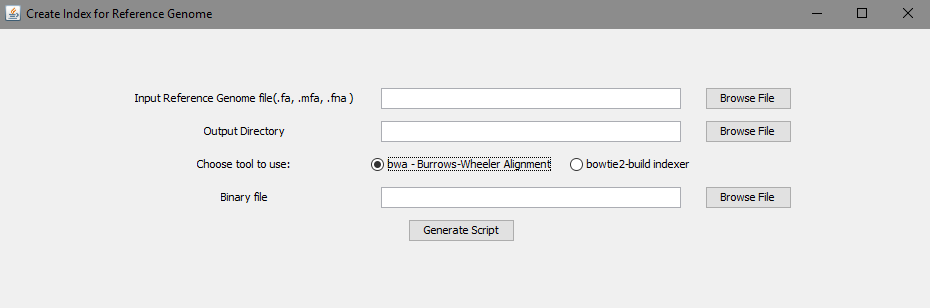 Create Index for Reference Genome
Input Reference Genome file(.fa, .mfa, .fna )
Browse File
Output Directory
Browse File
Choose tool to use:
bwa - Burrows-Wheeler Alignment
bowtie2-build indexer
Binary file
Browse File
Generate Script